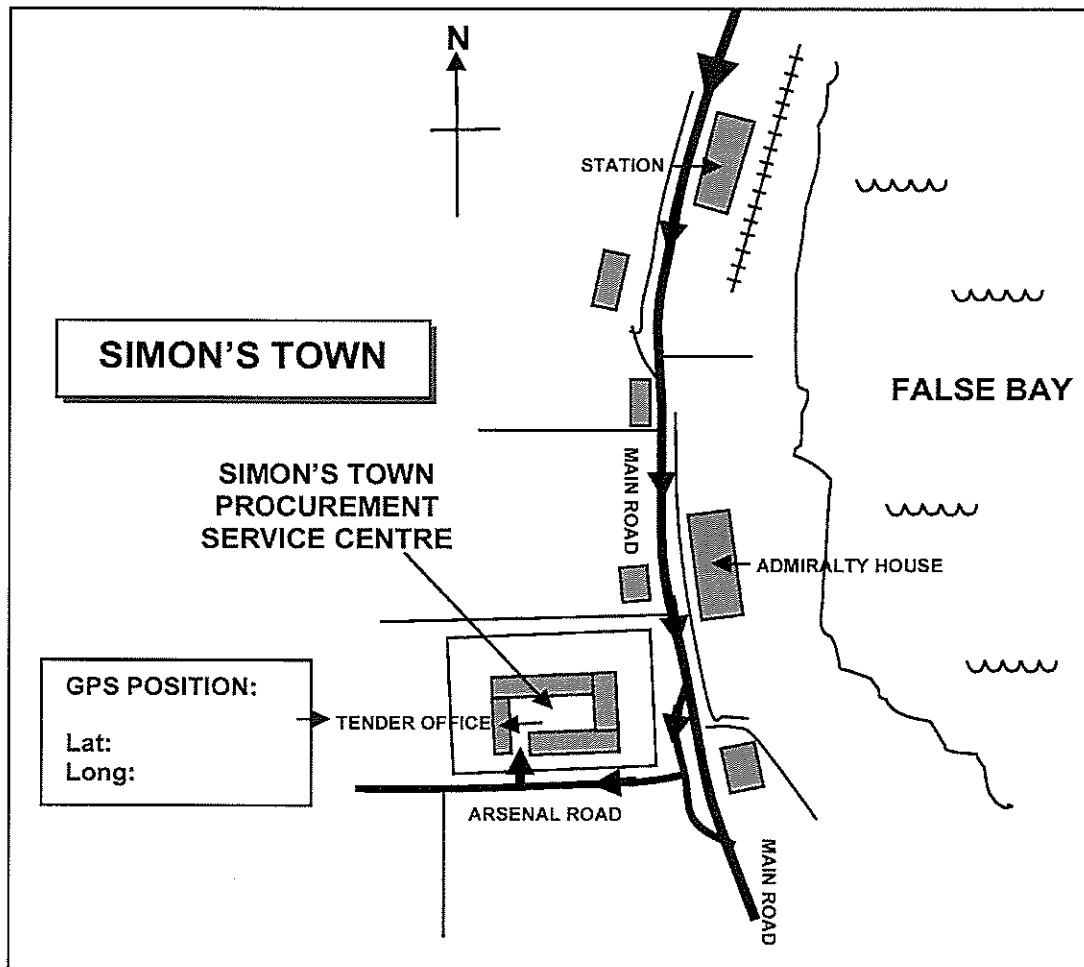 N
STATION
SIMON'S TOWN
FALSE BAY
SIMON'S TOWN
PROCUREMENT
SERVICE CENTRE
MAIN ROAD
ADMIRALTY HOUSE
GPS POSITION:
Lat:
Long:
TENDER OFFICE
ARSENAL ROAD
MAIN ROAD